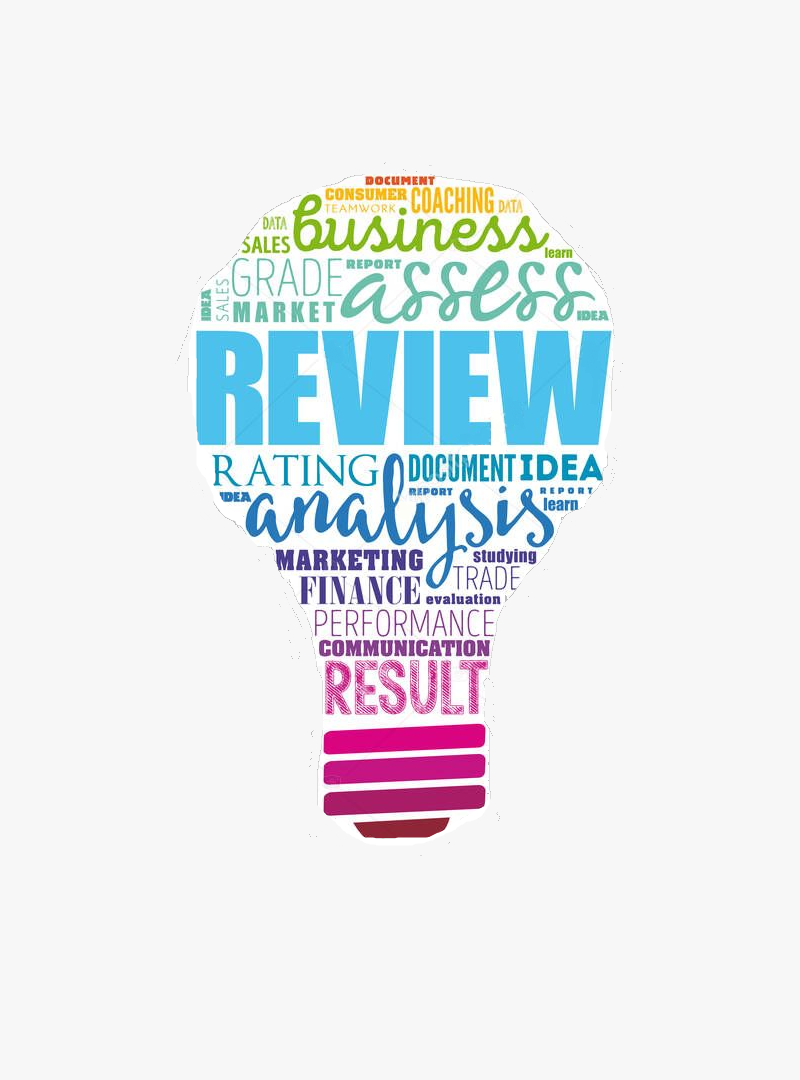 DOCUMENT
CONSUMER COACHING
TEAMWORK DATA
DATA business
SALES learn
GRADE REPORT assess
IDEA SALES MARKET IDEA
REVIEW
RATING DOCUMENT IDEA
IDEA analysis REPORT REPORT
learn
MARKETING studying
TRADE
FINANCE evaluation
PERFORMANCE
COMMUNICATION
RESULT